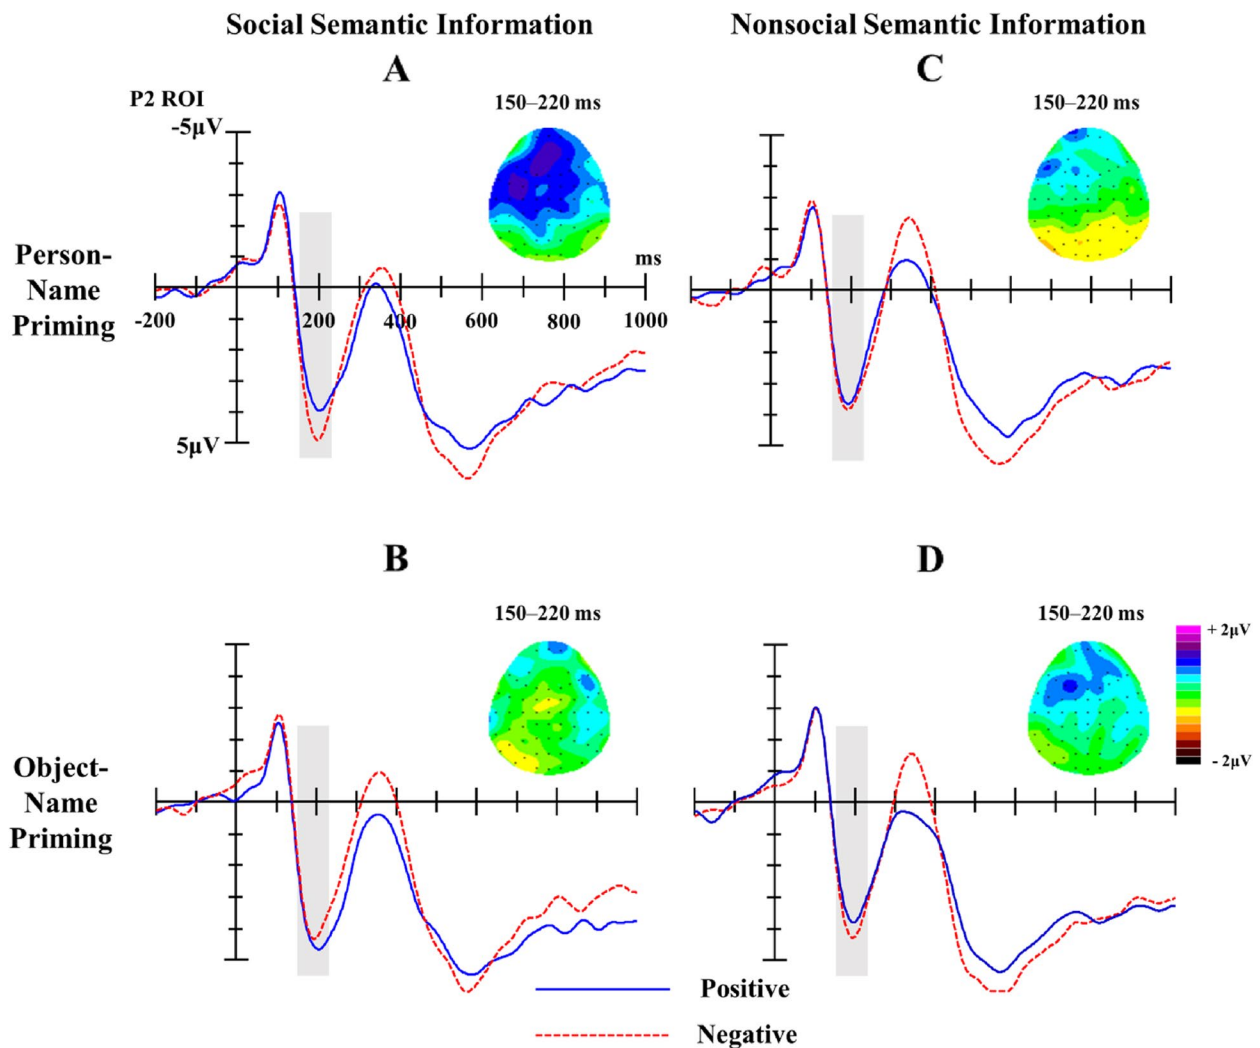 Social Semantic Information
Nonsocial Semantic Information
A
C
P2 ROI
150–220 ms
150–220 ms
-5μV
Person-
Name
Priming
ms
-200
200
400
600
800
1000
5μV
B
D
150–220 ms
150–220 ms
+ 2μV
- 2μV
Object-
Name
Priming
Positive
Negative